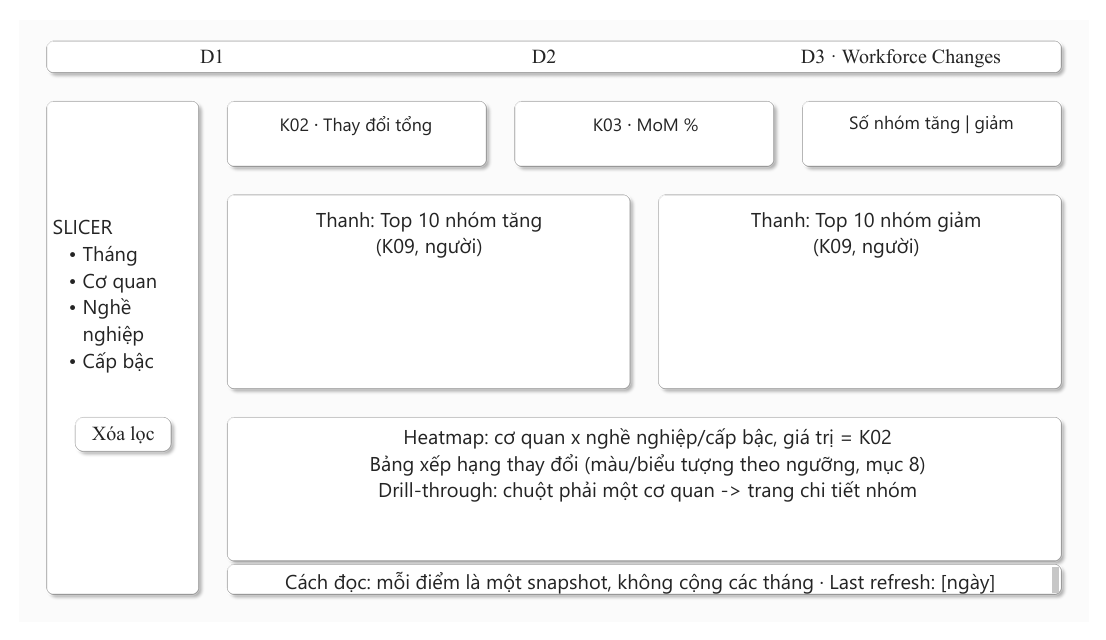 D1 D2 D3 · Workforce Changes
SLICER
• Tháng
• Cơ quan
• Nghề
nghiệp
• Cấp bậc
Xóa lọc
K02 · Thay đổi tổng
K03 · MoM %
Số nhóm tăng | giảm
Thanh: Top 10 nhóm tăng
(K09, người)
Thanh: Top 10 nhóm giảm
(K09, người)
Heatmap: cơ quan x nghề nghiệp/cấp bậc, giá trị = K02
Bảng xếp hạng thay đổi (màu/biểu tượng theo ngưỡng, mục 8)
Drill-through: chuột phải một cơ quan -> trang chi tiết nhóm
Cách đọc: mỗi điểm là một snapshot, không cộng các tháng · Last refresh: [ngày]